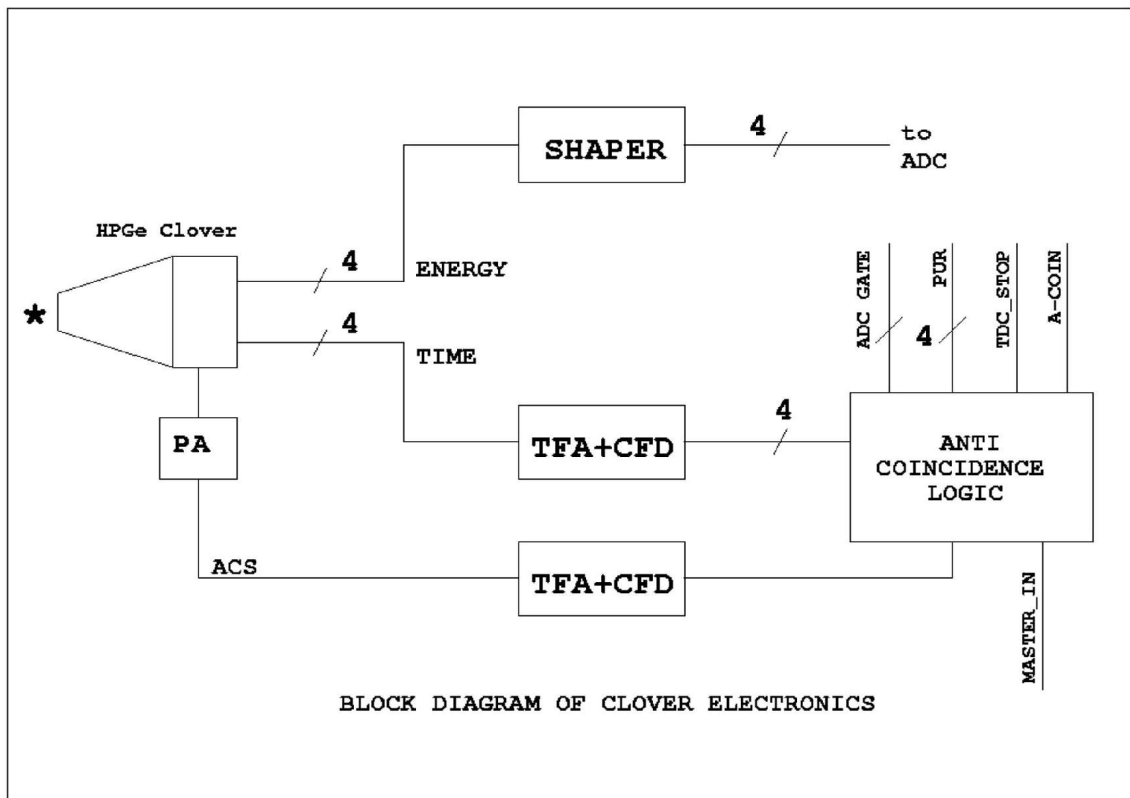 4
to
SHAPER
ADC
HPGe Clover
4
ENERGY
*
4
TIME
ADC GATE
4
PUR
TDC_STOP
A-COIN
PA
TFA+CFD
4
ANTI
COINCIDENCE
LOGIC
ACS
TFA+CFD
MASTER_IN
BLOCK DIAGRAM OF CLOVER ELECTRONICS